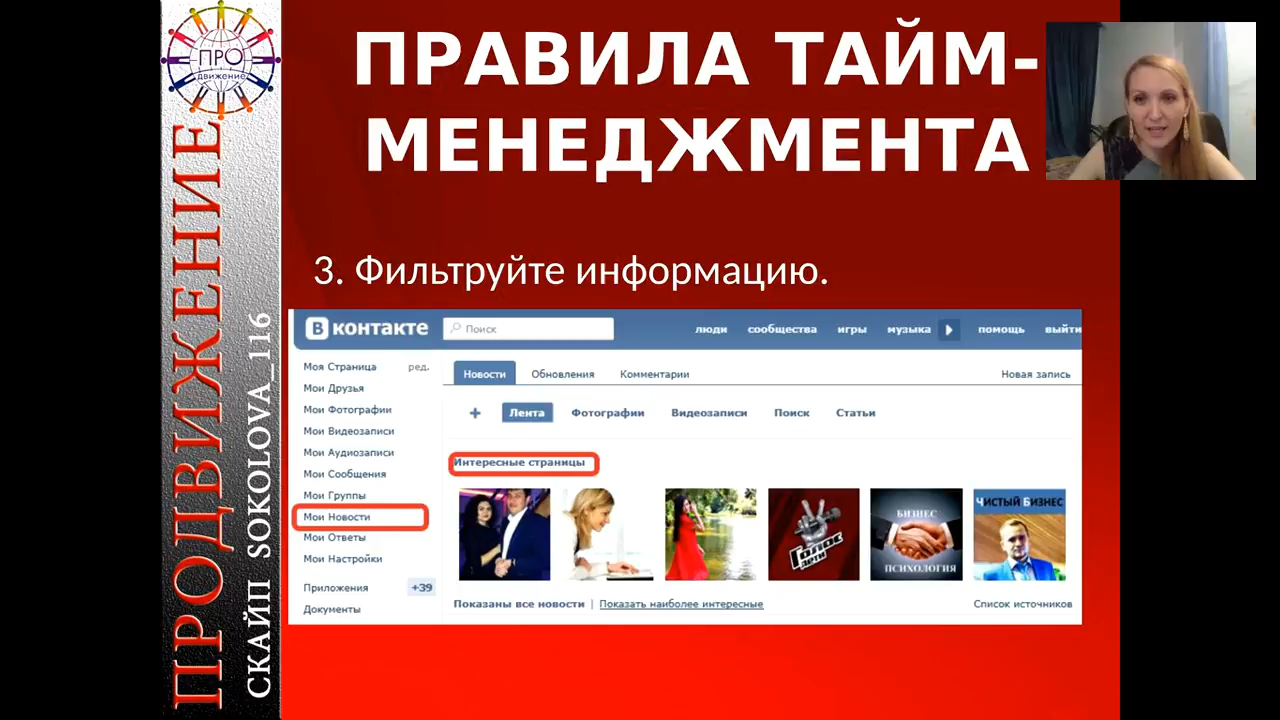 ПРО
движение
ПРОДВИЖЕНИЕ
СКАЙП SOKOLOVA_116
ПРАВИЛА ТАЙМ-
МЕНЕДЖМЕНТА
3. Фильтруйте информацию.
В контакте Поиск люди сообщества игры музыка помощь выйти
Моя Страница ред.
Мои Друзья
Мои Фотографии
Мои Видеозаписи
Мои Аудиозаписи
Мои Сообщения
Мои Группы
Мои Новости
Мои Ответы
Мои Настройки
Приложения +39
Документы
Новости Обновления Комментарии Новая запись
+ Лента Фотографии Видеозаписи Поиск Статьи
Интересные страницы
ГОЛОС
дети
БИЗНЕС
ПСИХОЛОГИЯ
ЧИСТЫЙ БИЗНЕС
Показаны все новости | Показать наиболее интересные Список источников